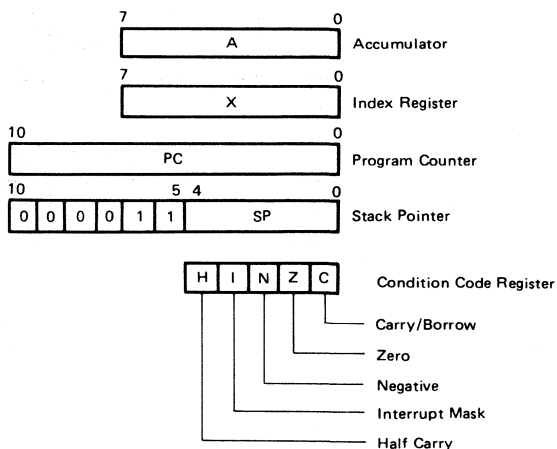 7 0
A Accumulator
7 0
X Index Register
10 0
PC Program Counter
10 5 4 0
0 0 0 0 1 1 SP Stack Pointer
H I N Z C Condition Code Register
Carry/Borrow
Zero
Negative
Interrupt Mask
Half Carry